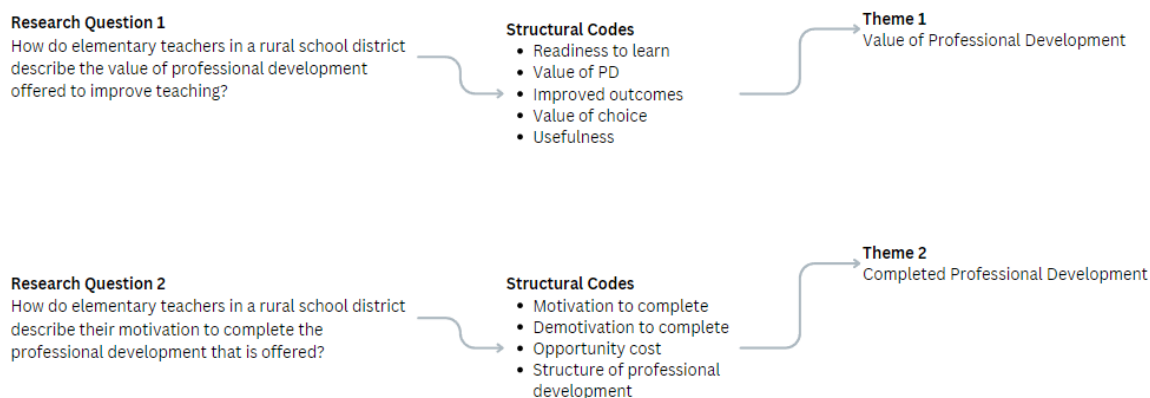 Research Question 1
How do elementary teachers in a rural school district
describe the value of professional development
offered to improve teaching?
Structural Codes
• Readiness to learn
• Value of PD
• Improved outcomes
• Value of choice
• Usefulness
Theme 1
Value of Professional Development
Research Question 2
How do elementary teachers in a rural school district
describe their motivation to complete the
professional development that is offered?
Structural Codes
• Motivation to complete
• Demotivation to complete
• Opportunity cost
• Structure of professional
development
Theme 2
Completed Professional Development